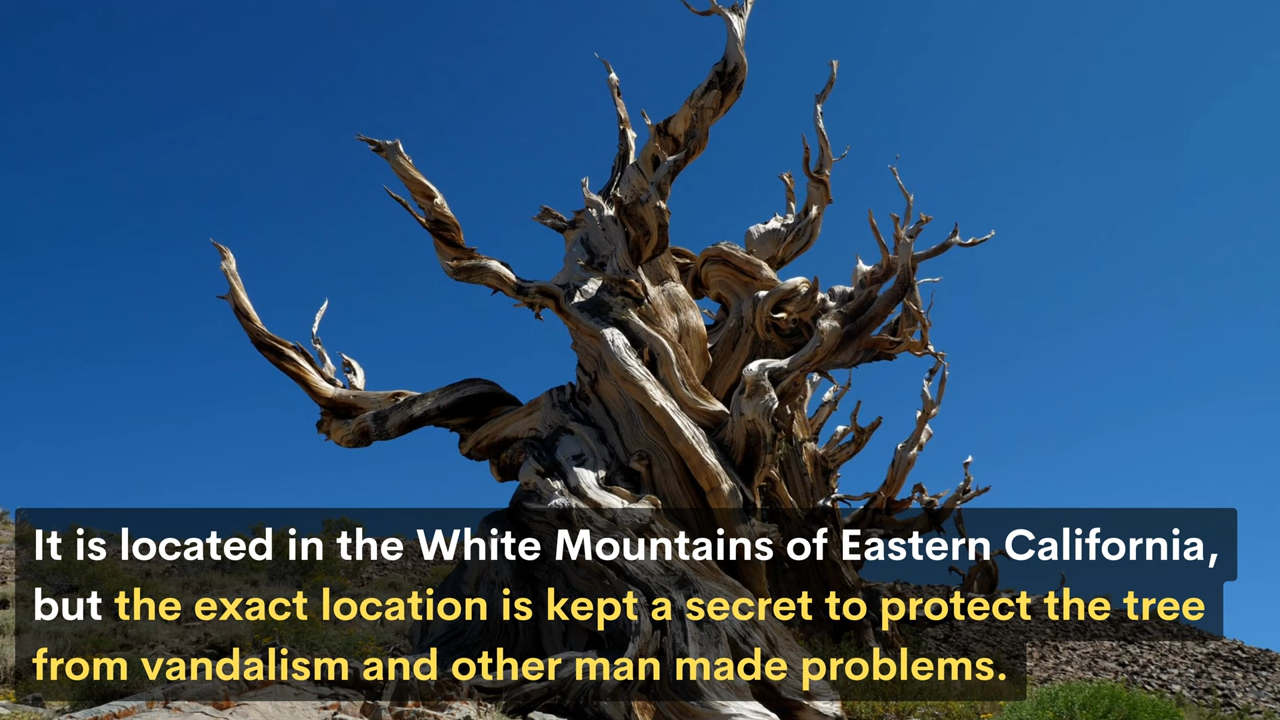 It is located in the White Mountains of Eastern California,
but the exact location is kept a secret to protect the tree
from vandalism and other man made problems.